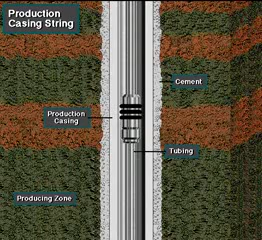 Production
Casing String
Cement
Production
Casing
Tubing
Producing Zone